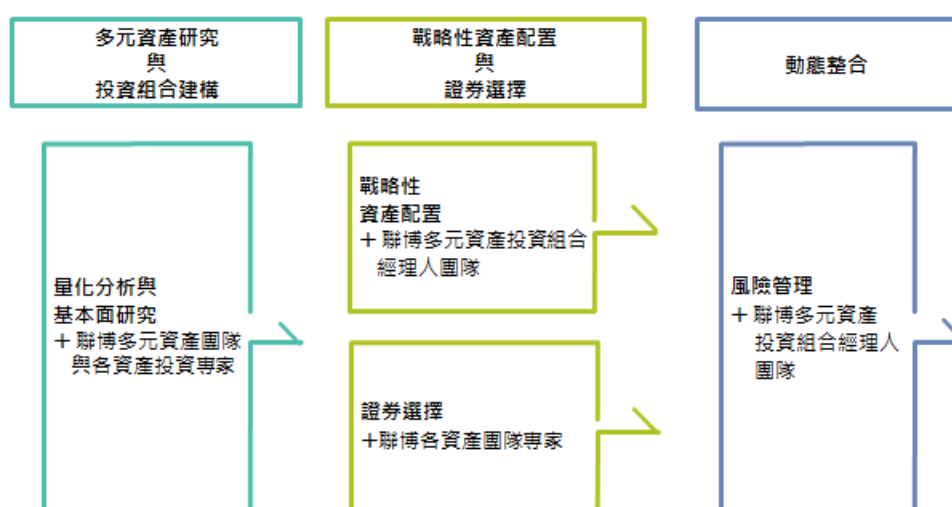 多元資產研究
與
投資組合建構
戰略性資產配置
與
證券選擇
動態整合
量化分析與
基本面研究
＋聯博多元資產團隊
與各資產投資專家
戰略性
資產配置
＋聯博多元資產投資組合
經理人團隊
證券選擇
＋聯博各資產團隊專家
風險管理
＋聯博多元資產
投資組合經理人
團隊